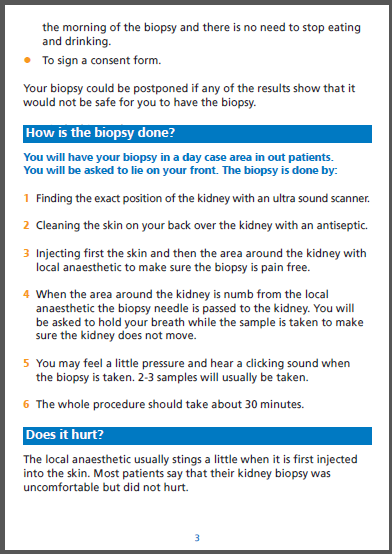 the morning of the biopsy and there is no need to stop eating
and drinking.
• To sign a consent form.
Your biopsy could be postponed if any of the results show that it
would not be safe for you to have the biopsy.
How is the biopsy done?
You will have your biopsy in a day case area in out patients.
You will be asked to lie on your front. The biopsy is done by:
1 Finding the exact position of the kidney with an ultra sound scanner.
2 Cleaning the skin on your back over the kidney with an antiseptic.
3 Injecting first the skin and then the area around the kidney with
local anaesthetic to make sure the biopsy is pain free.
4 When the area around the kidney is numb from the local
anaesthetic the biopsy needle is passed to the kidney. You will
be asked to hold your breath while the sample is taken to make
sure the kidney does not move.
5 You may feel a little pressure and hear a clicking sound when
the biopsy is taken. 2-3 samples will usually be taken.
6 The whole procedure should take about 30 minutes.
Does it hurt?
The local anaesthetic usually stings a little when it is first injected
into the skin. Most patients say that their kidney biopsy was
uncomfortable but did not hurt.
3